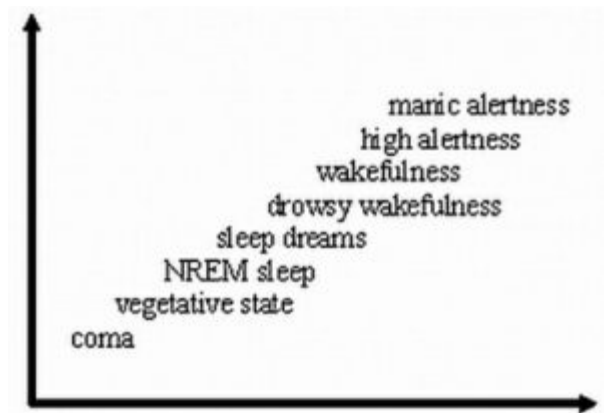 manic alertness
high alertness
wakefulness
drowsy wakefulness
sleep dreams
NREM sleep
vegetative state
coma